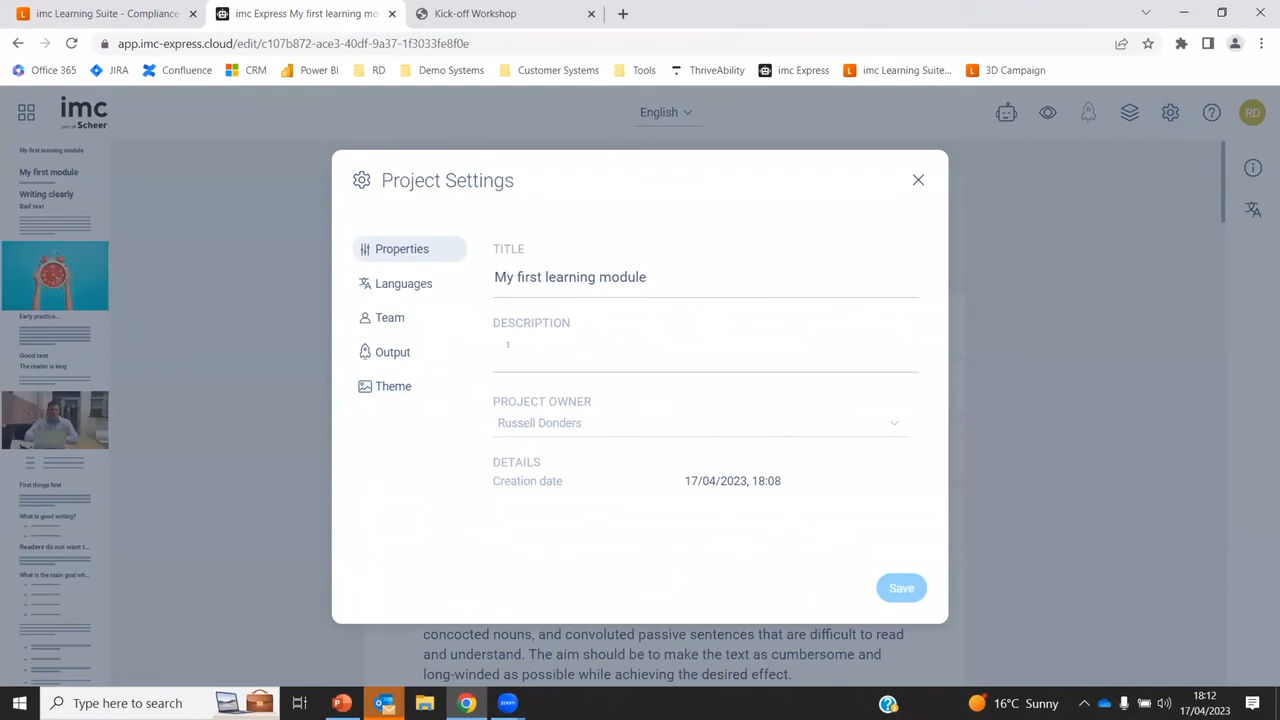 imc Learning Suite - Compliance
imc Express My first learning mo
Kick-off Workshop
app.imc-express.cloud/edit/c107b872-ace3-40df-9a37-1f3033fe8f0e
Office 365
JIRA
Confluence
CRM
Power BI
RD
Demo Systems
Customer Systems
Tools
ThriveAbility
imc Express
imc Learning Suite...
3D Campaign
imc
part of Scheer
English
RD
My first learning module
My first module
Writing clearly
Bad text
Early practice...
Good text
The reader is king
First things first
What is good writing?
Readers do not want t...
What is the main goal wh...
Project Settings
Properties
Languages
Team
Output
Theme
TITLE
My first learning module
DESCRIPTION
PROJECT OWNER
Russell Donders
DETAILS
Creation date 17/04/2023, 18:08
Save
concocted nouns, and convoluted passive sentences that are difficult to read
and understand. The aim should be to make the text as cumbersome and
long-winded as possible while achieving the desired effect.
Type here to search
zoom
16°C Sunny
18:12
17/04/2023